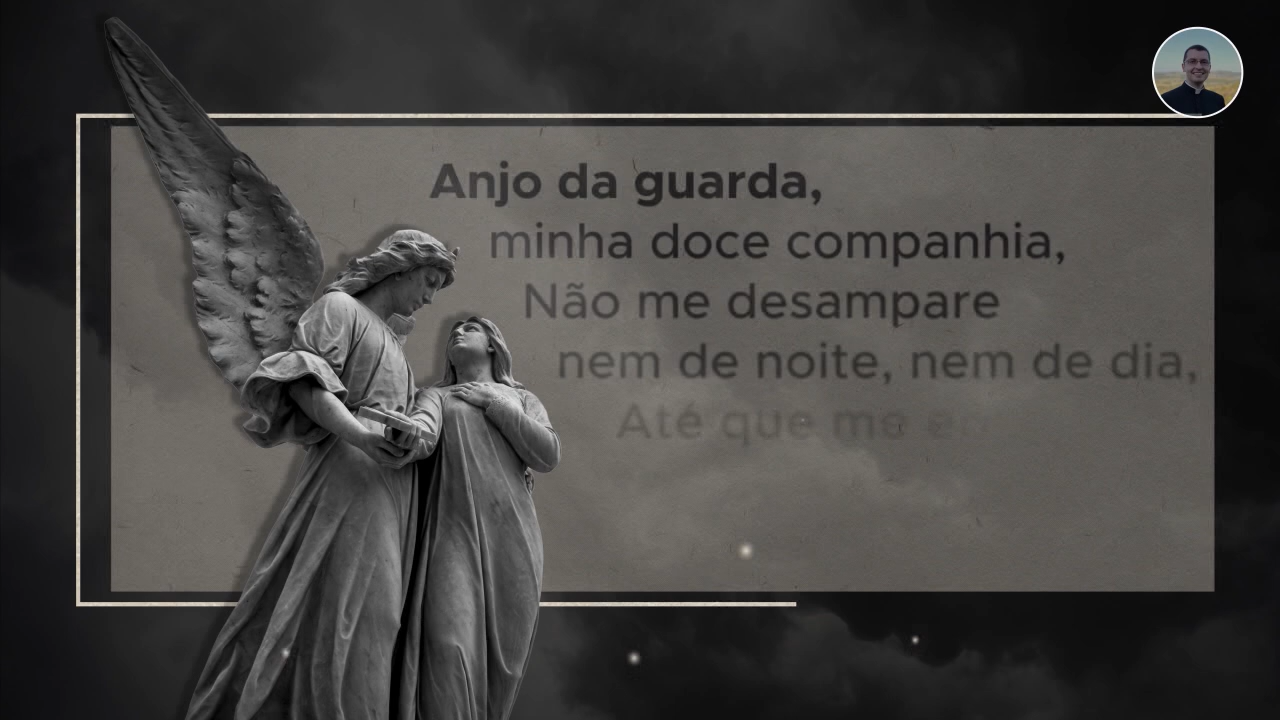 Anjo da guarda,
minha doce companhia,
Não me desampare
nem de noite, nem de dia,
Até que me